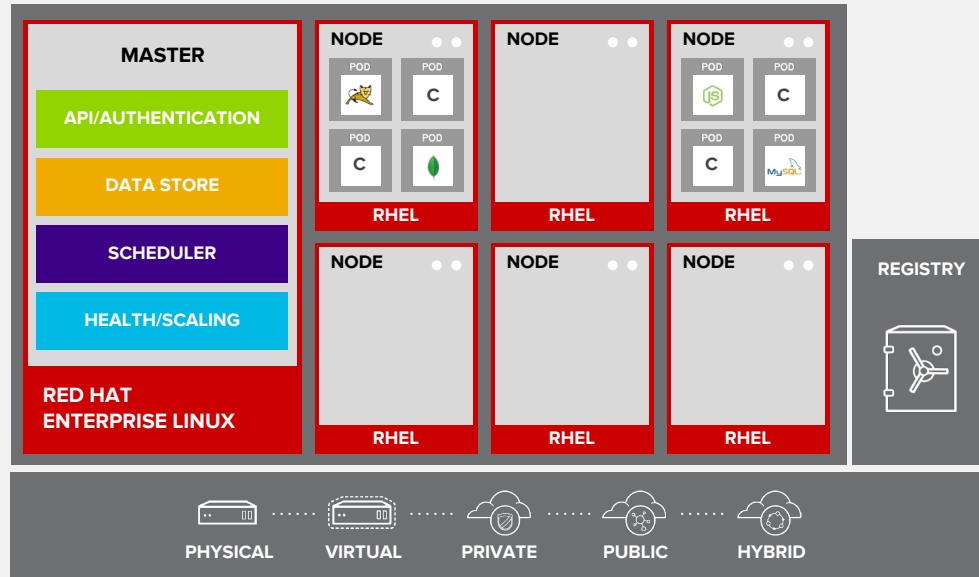 MASTER
API/AUTHENTICATION
DATA STORE
SCHEDULER
HEALTH/SCALING
RED HAT
ENTERPRISE LINUX
NODE
POD
POD
C
POD
POD
C
RHEL
NODE
RHEL
NODE
POD
POD
JS
C
POD
POD
C
MySQL
RHEL
NODE
RHEL
NODE
RHEL
NODE
RHEL
REGISTRY
PHYSICAL
VIRTUAL
PRIVATE
PUBLIC
HYBRID